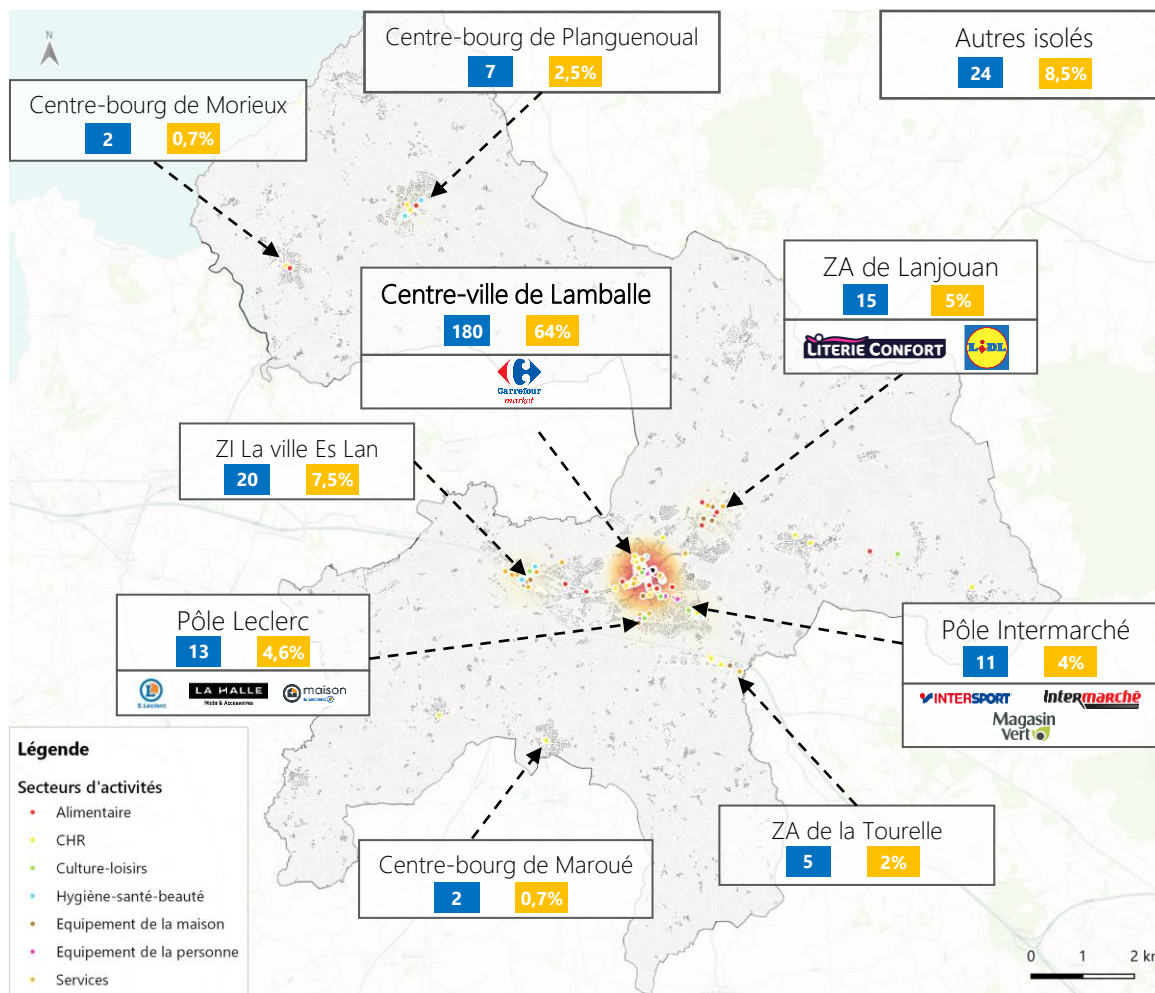 N
Centre-bourg de Planguenoual
7 2,5%
Autres isolés
24 8,5%
Centre-bourg de Morieux
2 0,7%
Centre-ville de Lamballe
180 64%
Carrefour
market
ZA de Lanjouan
15 5%
LITERIE CONFORT
LIDL
ZI La ville Es Lan
20 7,5%
Pôle Leclerc
13 4,6%
E.Leclerc
LA HALLE
Mode & Accessoires
maison
E.Leclerc
Pôle Intermarché
11 4%
INTERSPORT
Intermarché
Magasin
Vert
Centre-bourg de Maroué
2 0,7%
ZA de la Tourelle
5 2%
Légende
Secteurs d'activités
Alimentaire
CHR
Culture-loisirs
Hygiène-santé-beauté
Equipement de la maison
Equipement de la personne
Services
0 1 2 km